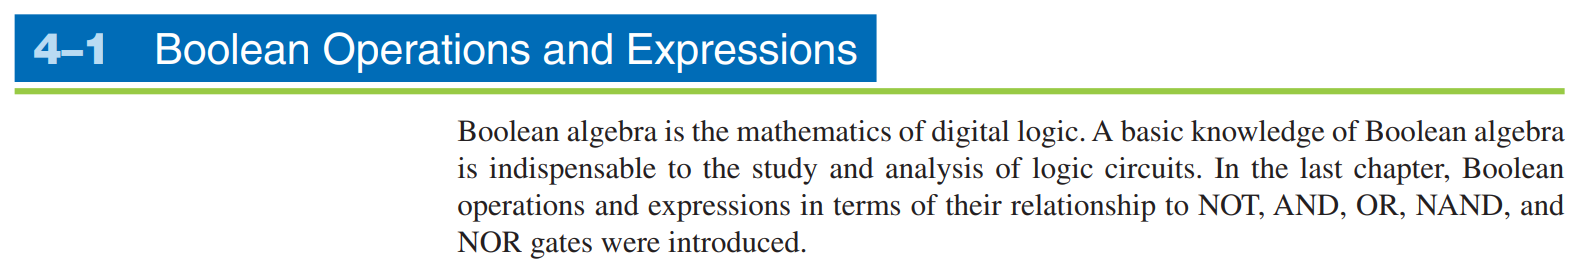 4–1 Boolean Operations and Expressions
Boolean algebra is the mathematics of digital logic. A basic knowledge of Boolean algebra
is indispensable to the study and analysis of logic circuits. In the last chapter, Boolean
operations and expressions in terms of their relationship to NOT, AND, OR, NAND, and
NOR gates were introduced.